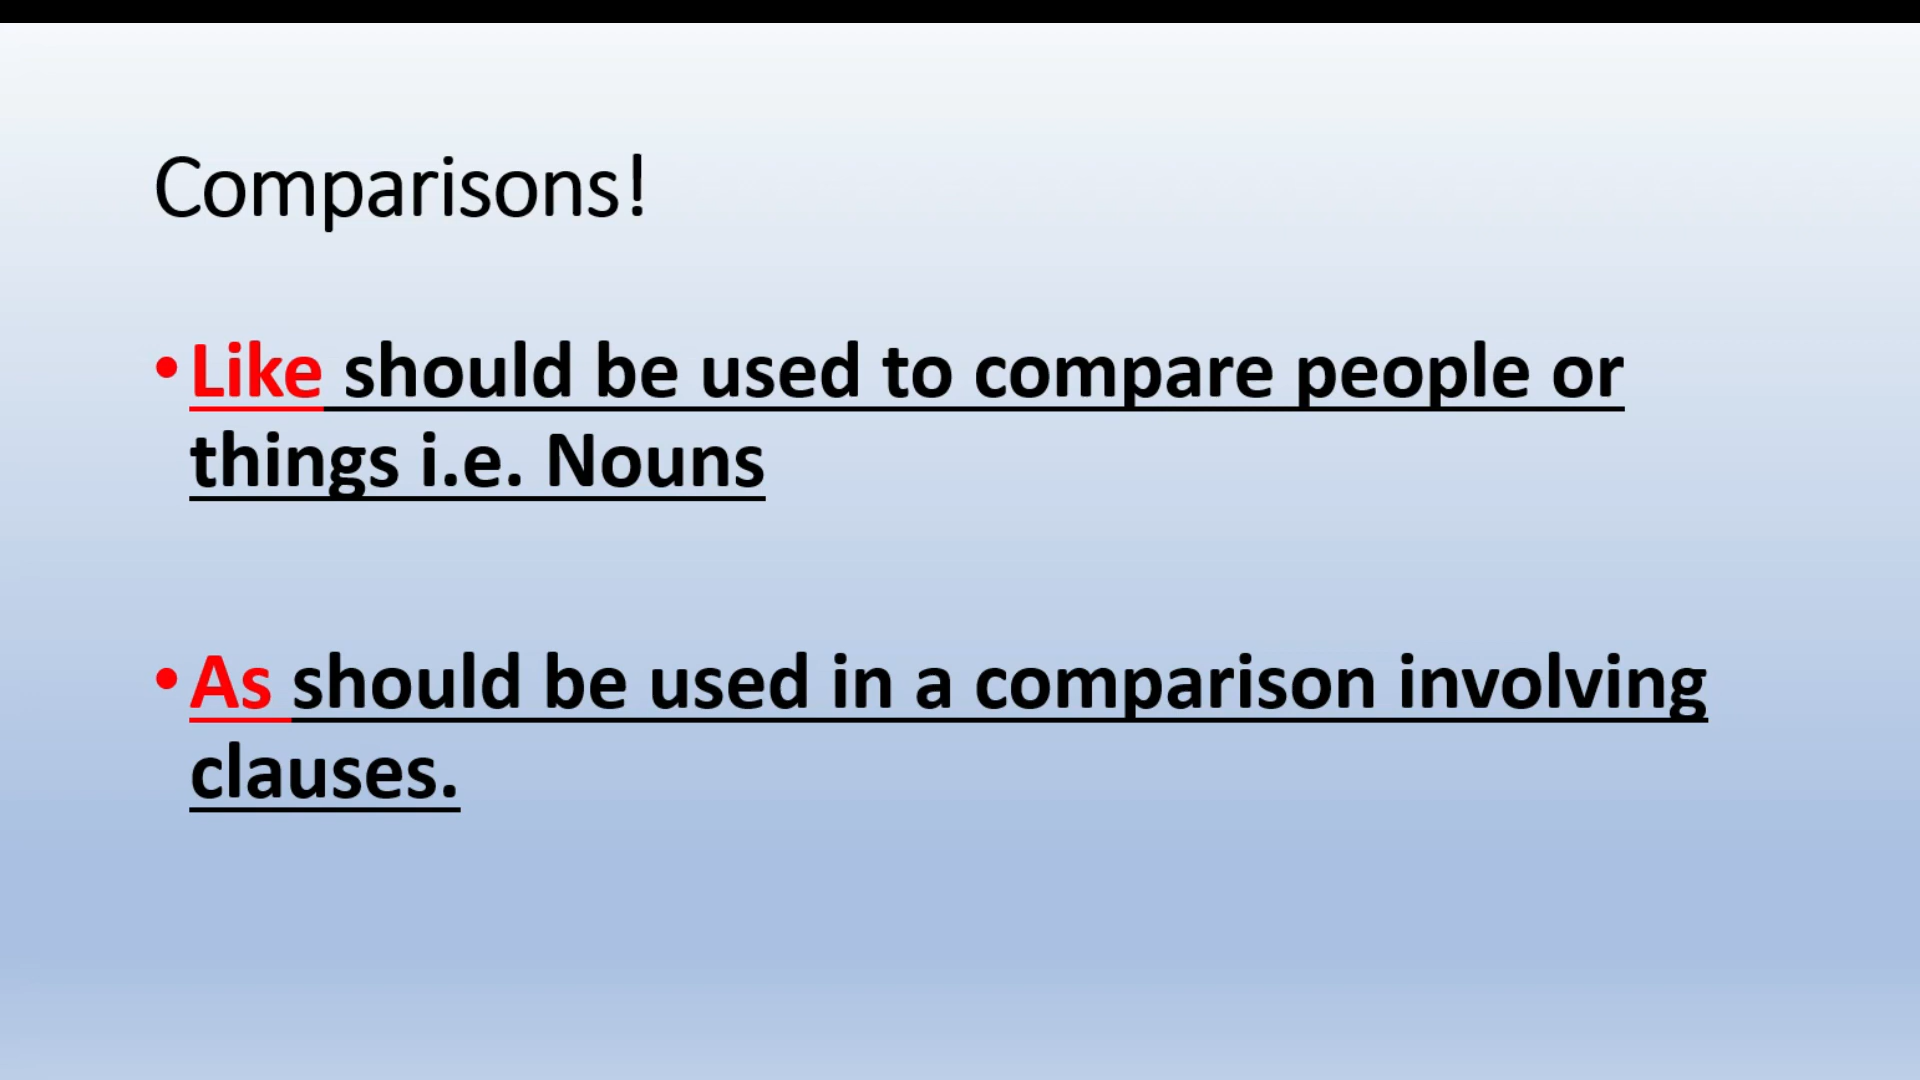 Comparisons!
•Like should be used to compare people or
things i.e. Nouns
•As should be used in a comparison involving
clauses.